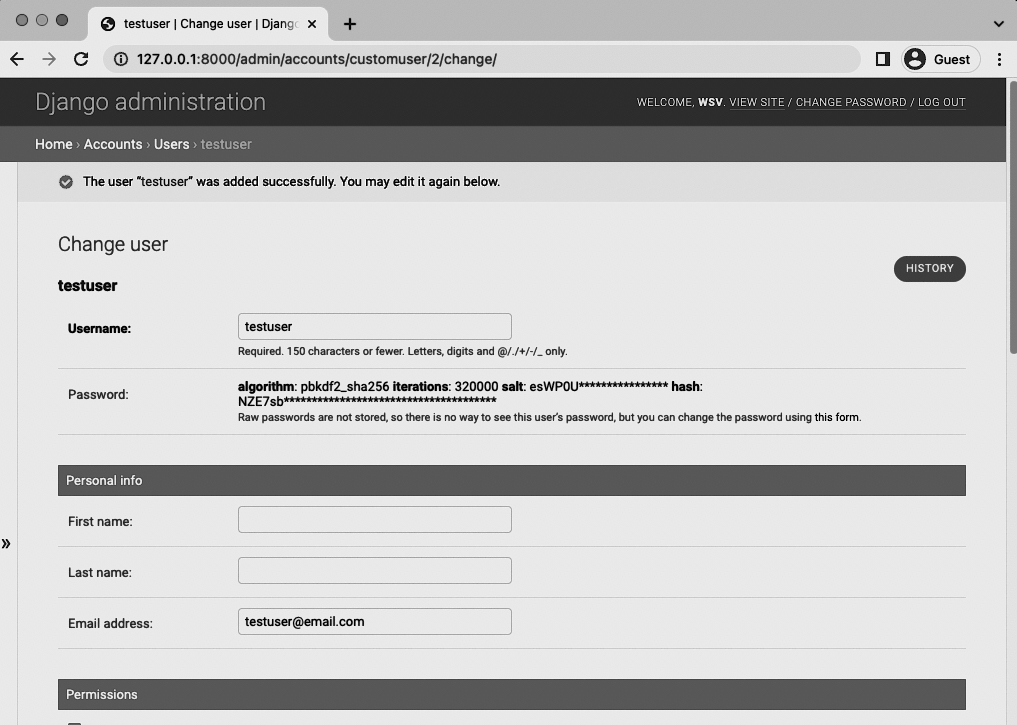 testuser | Change user | Djang
127.0.0.1:8000/admin/accounts/customuser/2/change/
Guest
Django administration
WELCOME, WSV. VIEW SITE / CHANGE PASSWORD / LOG OUT
Home › Accounts › Users › testuser
The user “testuser” was added successfully. You may edit it again below.
Change user
HISTORY
testuser
Username:
testuser
Required. 150 characters or fewer. Letters, digits and @/./+/-/_ only.
Password:
algorithm: pbkdf2_sha256 iterations: 320000 salt: esWP0U**************** hash:
NZE7sb**************************************
Raw passwords are not stored, so there is no way to see this user’s password, but you can change the password using this form.
Personal info
First name:
Last name:
Email address:
testuser@email.com
»
Permissions